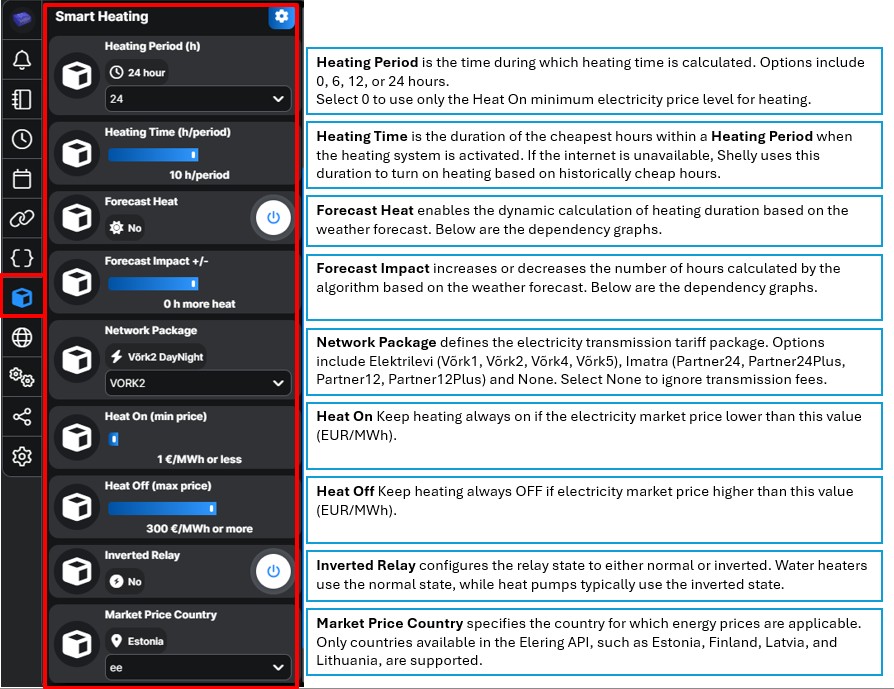 Smart Heating
Heating Period (h)
24 hour
24
Heating Time (h/period)
10 h/period
Forecast Heat
No
Forecast Impact +/-
0 h more heat
Network Package
Võrk2 DayNight
VORK2
Heat On (min price)
1 €/MWh or less
Heat Off (max price)
300 €/MWh or more
Inverted Relay
No
Market Price Country
Estonia
ee
Heating Period is the time during which heating time is calculated. Options include
0, 6, 12, or 24 hours.
Select 0 to use only the Heat On minimum electricity price level for heating.
Heating Time is the duration of the cheapest hours within a Heating Period when
the heating system is activated. If the internet is unavailable, Shelly uses this
duration to turn on heating based on historically cheap hours.
Forecast Heat enables the dynamic calculation of heating duration based on the
weather forecast. Below are the dependency graphs.
Forecast Impact increases or decreases the number of hours calculated by the
algorithm based on the weather forecast. Below are the dependency graphs.
Network Package defines the electricity transmission tariff package. Options
include Elektrilevi (Võrk1, Võrk2, Võrk4, Võrk5), Imatra (Partner24, Partner24Plus,
Partner12, Partner12Plus) and None. Select None to ignore transmission fees.
Heat On Keep heating always on if the electricity market price lower than this value
(EUR/MWh).
Heat Off Keep heating always OFF if electricity market price higher than this value
(EUR/MWh).
Inverted Relay configures the relay state to either normal or inverted. Water heaters
use the normal state, while heat pumps typically use the inverted state.
Market Price Country specifies the country for which energy prices are applicable.
Only countries available in the Elering API, such as Estonia, Finland, Latvia, and
Lithuania, are supported.